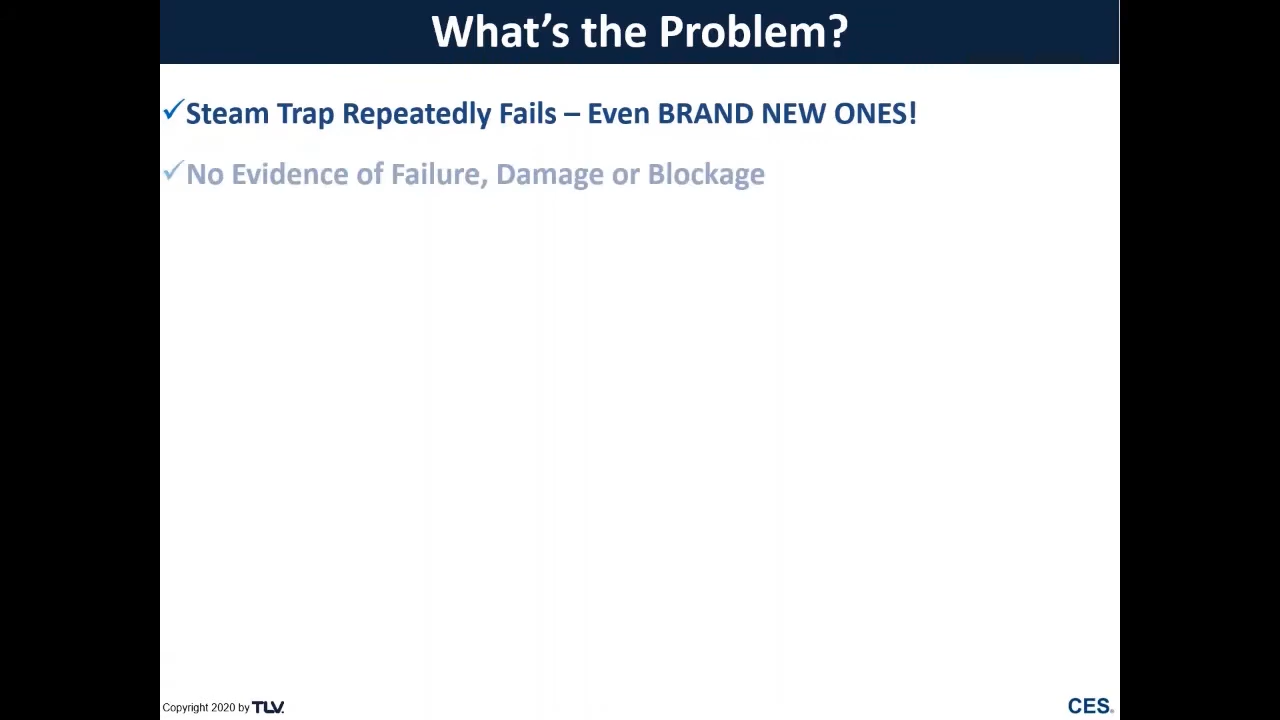 What's the Problem?
✓Steam Trap Repeatedly Fails – Even BRAND NEW ONES!
✓No Evidence of Failure, Damage or Blockage
Copyright 2020 by TLV.
CES®